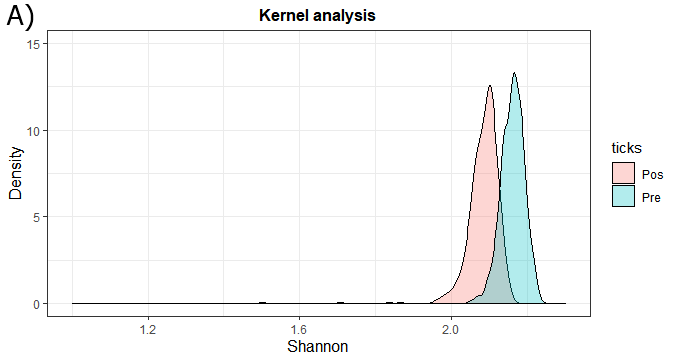 A)
Kernel analysis
15
10
5
0
Density
1.2 1.6 2.0
Shannon
ticks
Pos
Pre